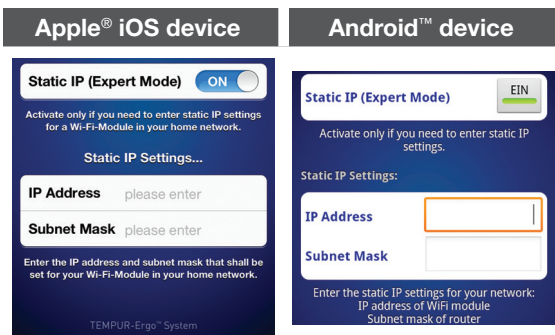 Apple® iOS device
Static IP (Expert Mode) ON
Activate only if you need to enter static IP settings
for a Wi-Fi-Module in your home network.
Static IP Settings...
IP Address please enter
Subnet Mask please enter
Enter the IP address and subnet mask that shall be
set for your Wi-Fi-Module in your home network.
TEMPUR-Ergo™ System
Android™ device
Static IP (Expert Mode) EIN
Activate only if you need to enter static IP
settings.
Static IP Settings:
IP Address
Subnet Mask
Enter the static IP settings for your network:
IP address of WiFi module
Subnet mask of router